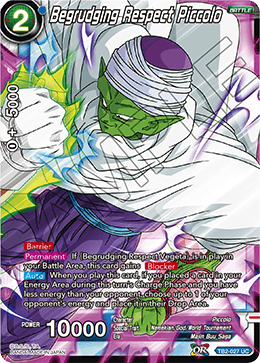 2
Begrudging Respect Piccolo
BATTLE
0 + 5000
Barrier
Permanent If [Begrudging Respect Vegeta] is in play in
your Battle Area, this card gains Blocker
Auto When you play this card, if you placed a card in your
Energy Area during this turn's Charge Phase and you have
less energy than your opponent, choose up to 1 of your
opponent's energy and place it in their Drop Area.
POWER 10000
Character Piccolo
Special Trait Namekian, God, World Tournament
Majin Buu Saga
TB2-027 UC